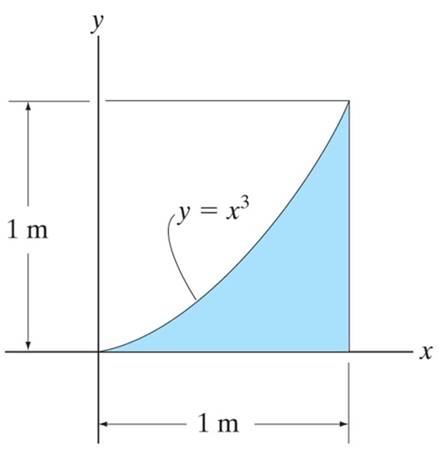 y
y = x³
1 m
x
1 m